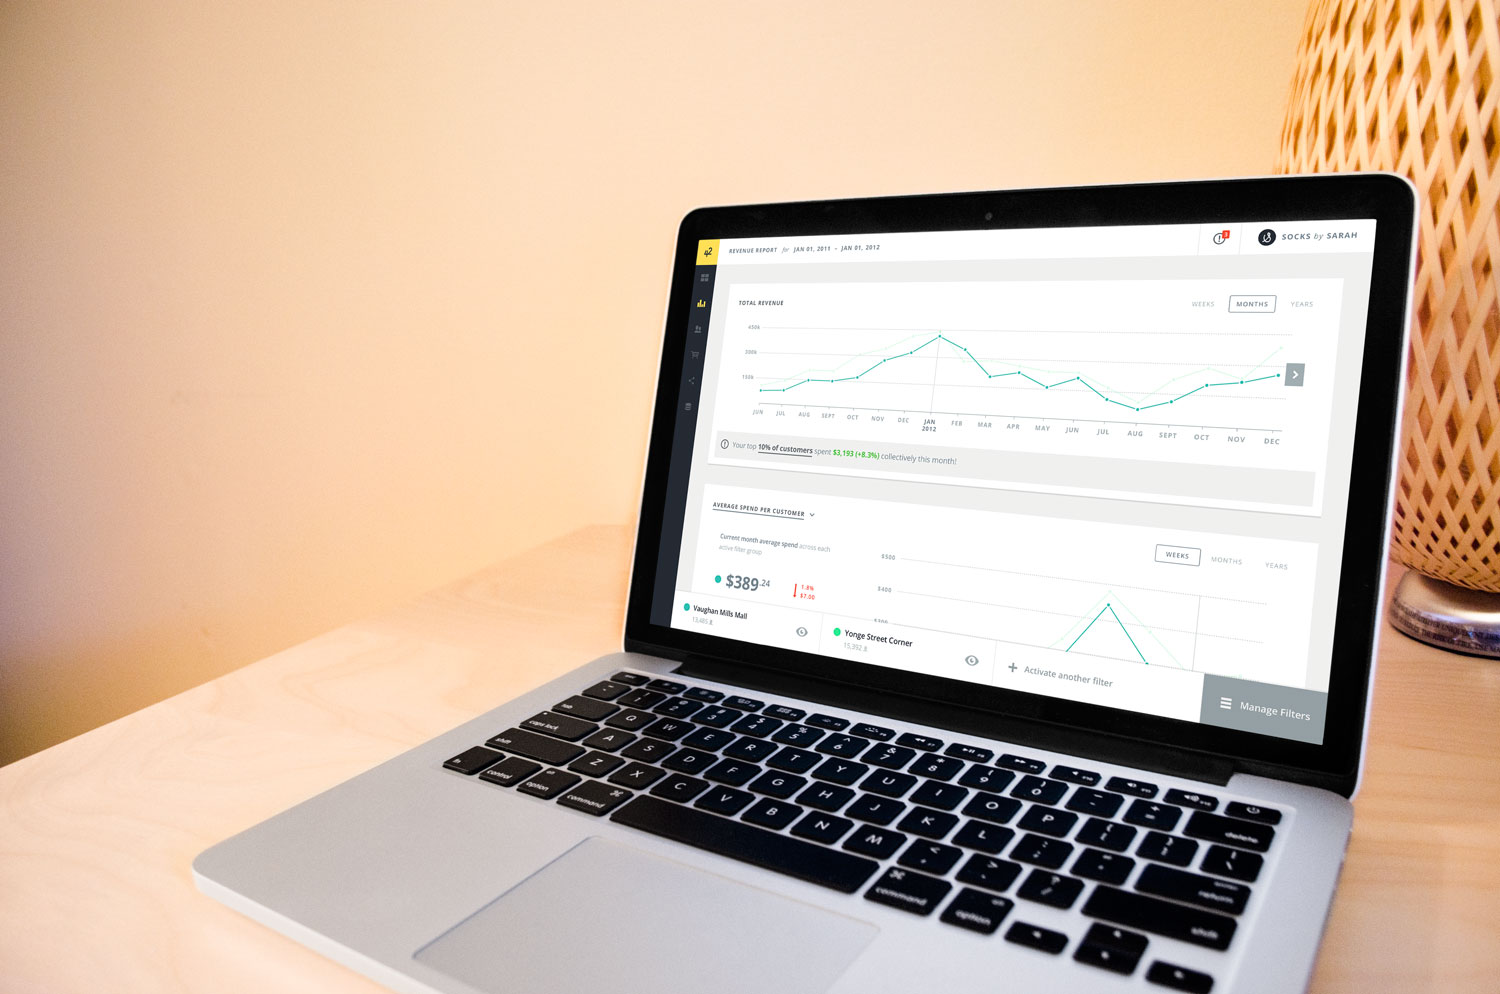 42
REVENUE REPORT for JAN 01, 2011 - JAN 01, 2012
3
SOCKS by SARAH
TOTAL REVENUE
WEEKS
MONTHS
YEARS
450k
300k
150k
JUN JUL AUG SEPT OCT NOV DEC JAN FEB MAR APR MAY JUN JUL AUG SEPT OCT NOV DEC
2012
Your top 10% of customers spent $3,193 (+8.3%) collectively this month!
AVERAGE SPEND PER CUSTOMER
WEEKS
MONTHS
YEARS
Current month average spend across each
active filter group
$389.24
1.8%
$7.00
$500
$400
$300
Vaughan Mills Mall
13,485
Yonge Street Corner
15,392
+ Activate another filter
Manage Filters
tab Q W E R T Y U I O P
caps lock A S D F G H J K L
shift Z X C V B N M
fn control option command command option
delete
return
shift